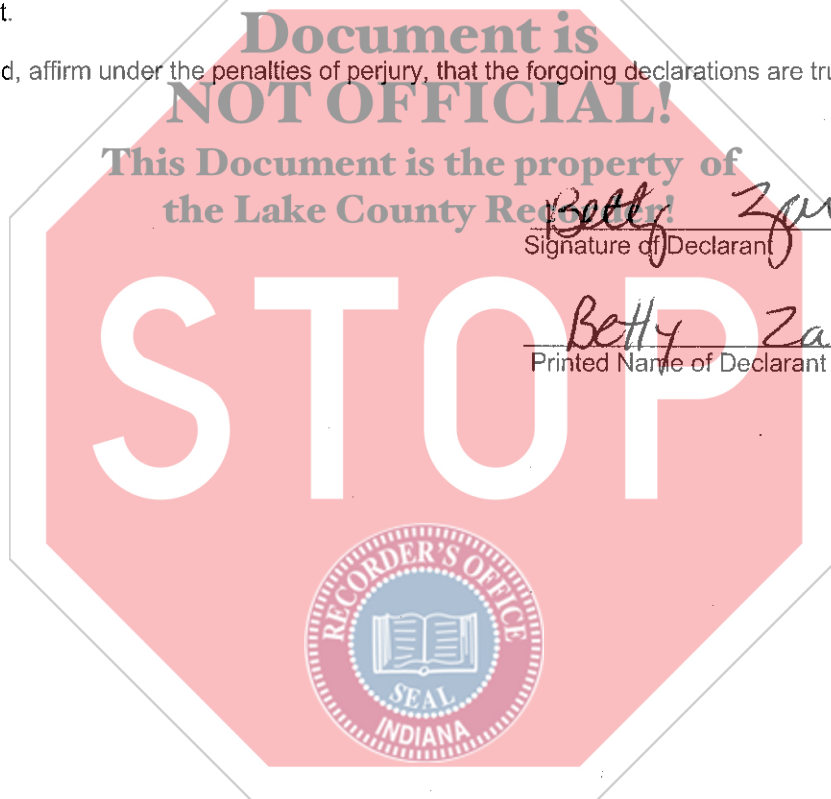 t.
Document is
d, affirm under the penalties of perjury, that the forgoing declarations are tru
NOT OFFICIAL!
This Document is the property of
the Lake County Recorder!
Betty
Signature of Declarant
Betty Za
Printed Name of Declarant
STOP
RECORDER'S OFFICE
SEAL
INDIANA